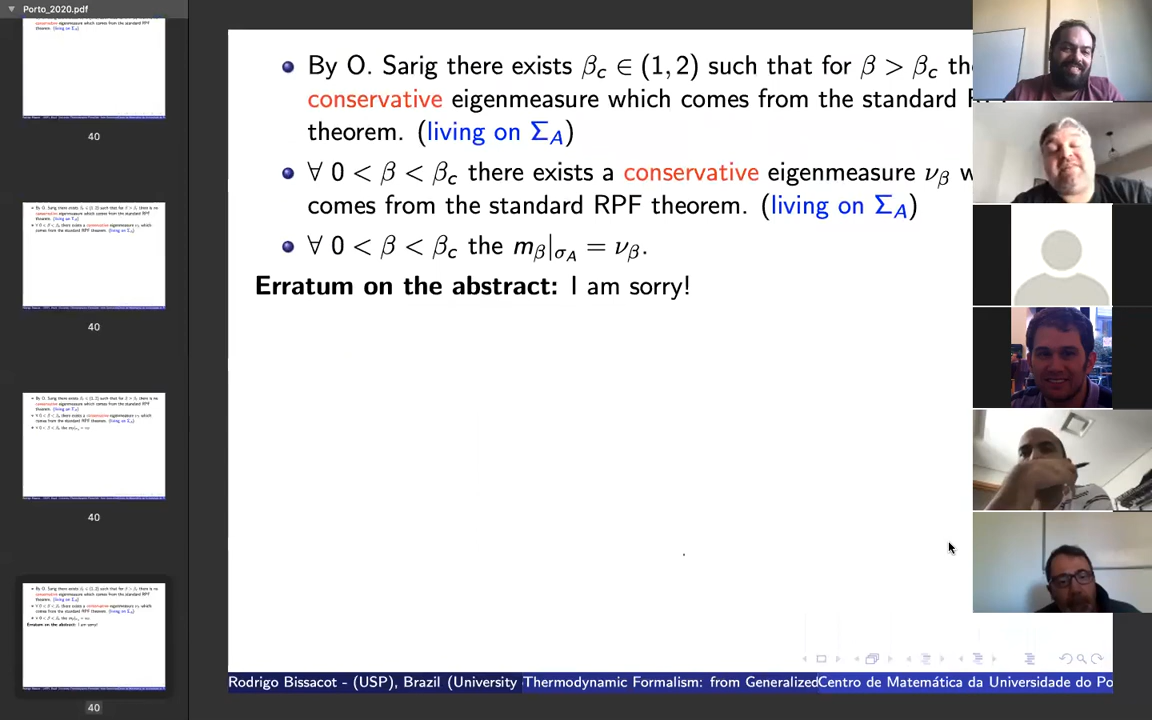 Porto_2020.pdf
40
40
40
40
By O. Sarig there exists β_c ∈ (1, 2) such that for β > β_c
conservative eigenmeasure which comes from the standard
theorem. (living on Σ_A)
∀ 0 < β < β_c there exists a conservative eigenmeasure ν_β
comes from the standard RPF theorem. (living on Σ_A)
∀ 0 < β < β_c the m_β|_{σ_A} = ν_β.
Erratum on the abstract: I am sorry!
Rodrigo Bissacot - (USP), Brazil (University
Thermodynamic Formalism: from Generalized
Centro de Matemática da Universidade do Po